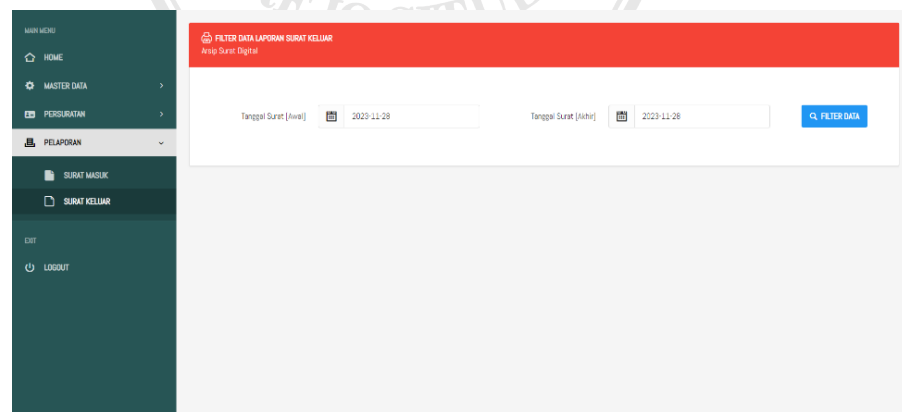 MAIN MENU
HOME
MASTER DATA
PERSURATAN
PELAPORAN
SURAT MASUK
SURAT KELUAR
EXIT
LOGOUT
FILTER DATA LAPORAN SURAT KELUAR
Arsip Surat Digital
Tanggal Surat [Awal] 2023-11-28 Tanggal Surat [Akhir] 2023-11-28 FILTER DATA